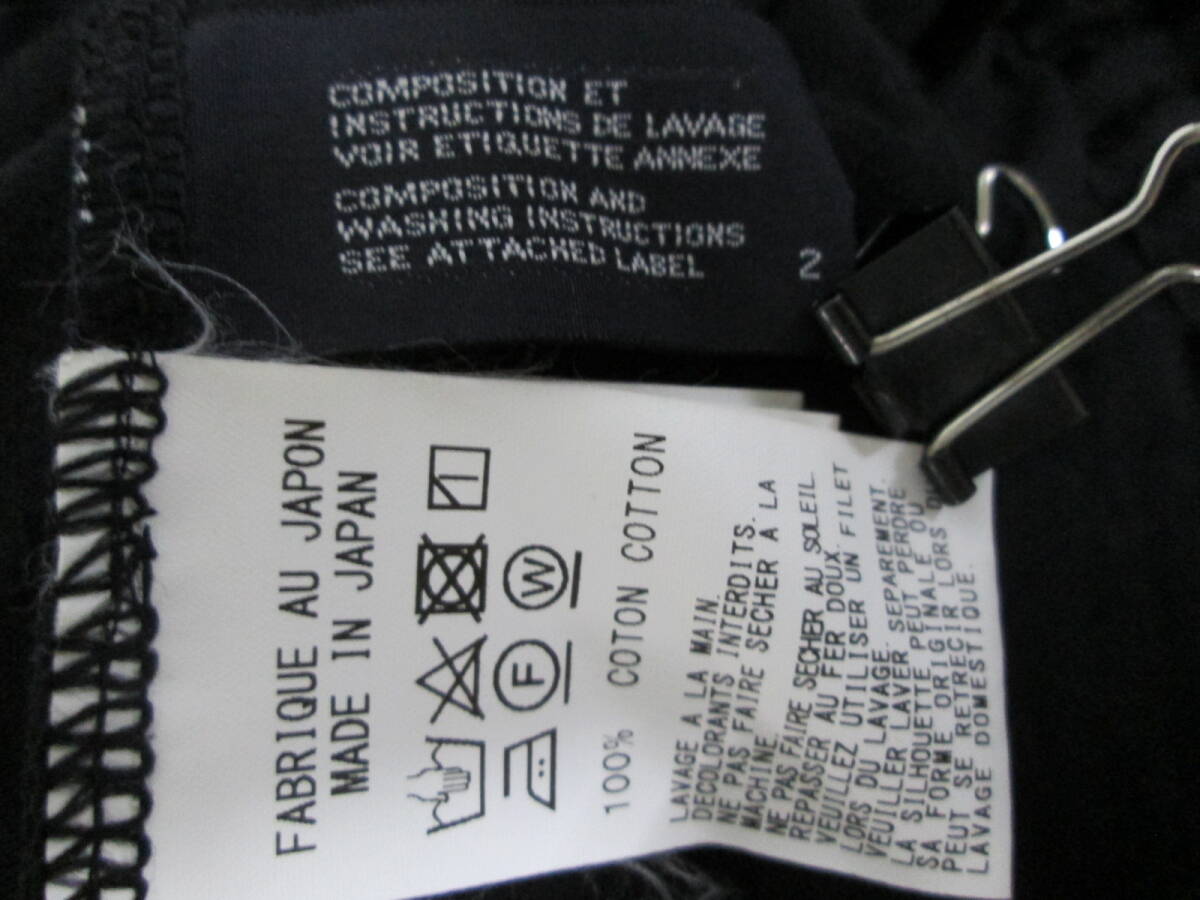 COMPOSITION ET
INSTRUCTIONS DE LAVAGE
VOIR ETIQUETTE ANNEXE
COMPOSITION AND
WASHING INSTRUCTIONS
SEE ATTACHED LABEL
2
FABRIQUE AU JAPON
MADE IN JAPAN
F W
100% COTON COTTON
LAVAGE A LA MAIN.
DECOLORANTS INTERDITS.
NE PAS FAIRE SECHER À LA
MACHINE.
NE PAS FAIRE SECHER AU SOLEIL.
REPASSER AU FER DOUX.
VEUILLEZ UTILISER UN FILET
LORS DU LAVAGE.
VEUILLER LAVER SEPAREMENT.
LA SILHOUETTE PEUT PERDRE
SA FORME ORIGINALE OU
PEUT SE RETRECIR LORS
LAVAGE DOMESTIQUE.